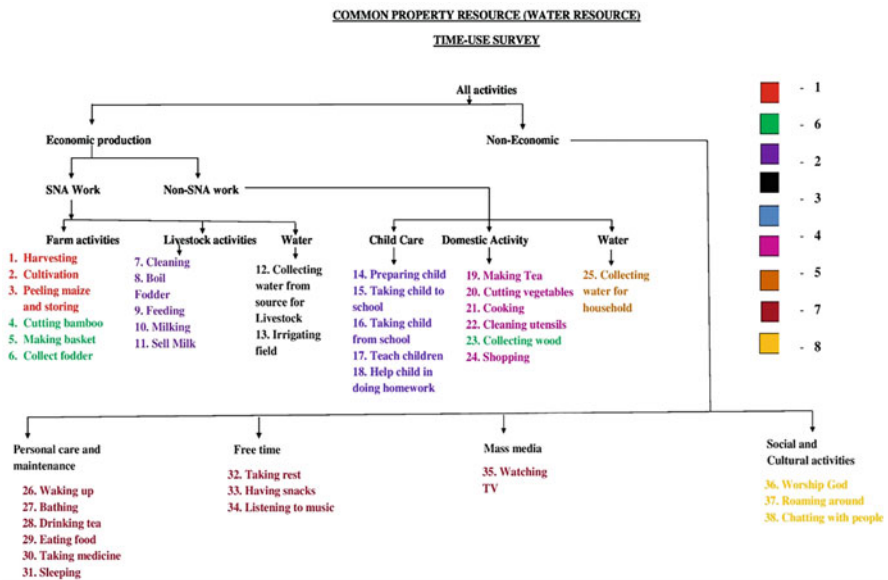 COMMON PROPERTY RESOURCE (WATER RESOURCE)
TIME-USE SURVEY
All activities
Economic production
Non-Economic
SNA Work
Non-SNA work
Farm activities
1. Harvesting
2. Cultivation
3. Peeling maize
and storing
4. Cutting bamboo
5. Making basket
6. Collect fodder
Livestock activities
7. Cleaning
8. Boil
Fodder
9. Feeding
10. Milking
11. Sell Milk
Water
12. Collecting
water from
source for
Livestock
13. Irrigating
field
Child Care
14. Preparing child
15. Taking child to
school
16. Taking child
from school
17. Teach children
18. Help child in
doing homework
Domestic Activity
19. Making Tea
20. Cutting vegetables
21. Cooking
22. Cleaning utensils
23. Collecting wood
24. Shopping
Water
25. Collecting
water for
household
- 1
- 6
- 2
- 3
- 4
- 5
- 7
- 8
Personal care and
maintenance
26. Waking up
27. Bathing
28. Drinking tea
29. Eating food
30. Taking medicine
31. Sleeping
Free time
32. Taking rest
33. Having snacks
34. Listening to music
Mass media
35. Watching
TV
Social and
Cultural activities
36. Worship God
37. Roaming around
38. Chatting with people